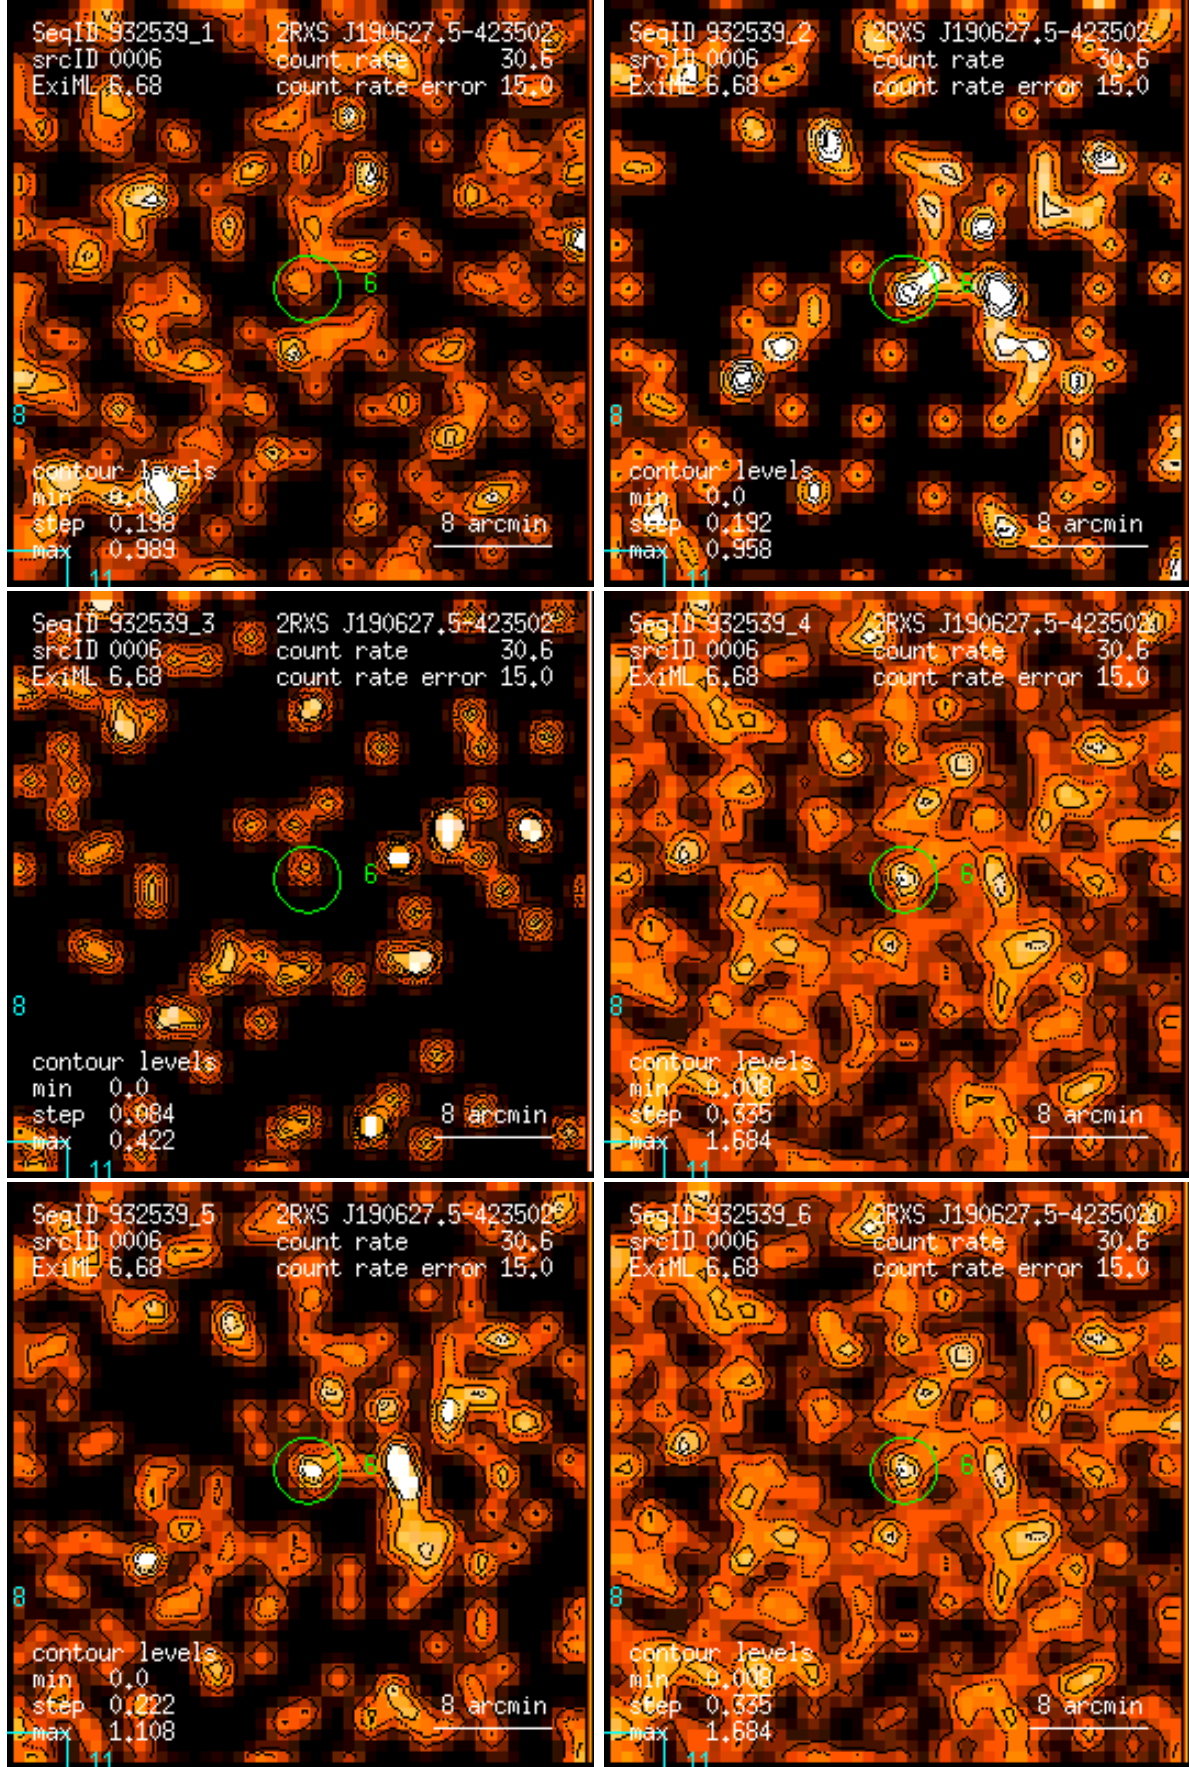 SeqID 932539_1 2RXS J190627.5-423502
srcID 0006 count rate 30.6
ExiML 6.68 count rate error 15.0
6
8
contour levels
min 0.0
step 0.198 8 arcmin
max 0.989
11
SeqID 932539_2 2RXS J190627.5-423502
srcID 0006 count rate 30.6
ExiML 6.68 count rate error 15.0
6
8
contour levels
min 0.0
step 0.192 8 arcmin
max 0.958
11
SeqID 932539_3 2RXS J190627.5-423502
srcID 0006 count rate 30.6
ExiML 6.68 count rate error 15.0
6
8
contour levels
min 0.0
step 0.084 8 arcmin
max 0.422
11
SeqID 932539_4 2RXS J190627.5-423502
srcID 0006 count rate 30.6
ExiML 6.68 count rate error 15.0
6
8
contour levels
min 0.008
step 0.335 8 arcmin
max 1.684
11
SeqID 932539_5 2RXS J190627.5-423502
srcID 0006 count rate 30.6
ExiML 6.68 count rate error 15.0
6
8
contour levels
min 0.0
step 0.222 8 arcmin
max 1.108
11
SeqID 932539_6 2RXS J190627.5-423502
srcID 0006 count rate 30.6
ExiML 6.68 count rate error 15.0
6
8
contour levels
min 0.008
step 0.335 8 arcmin
max 1.684
11